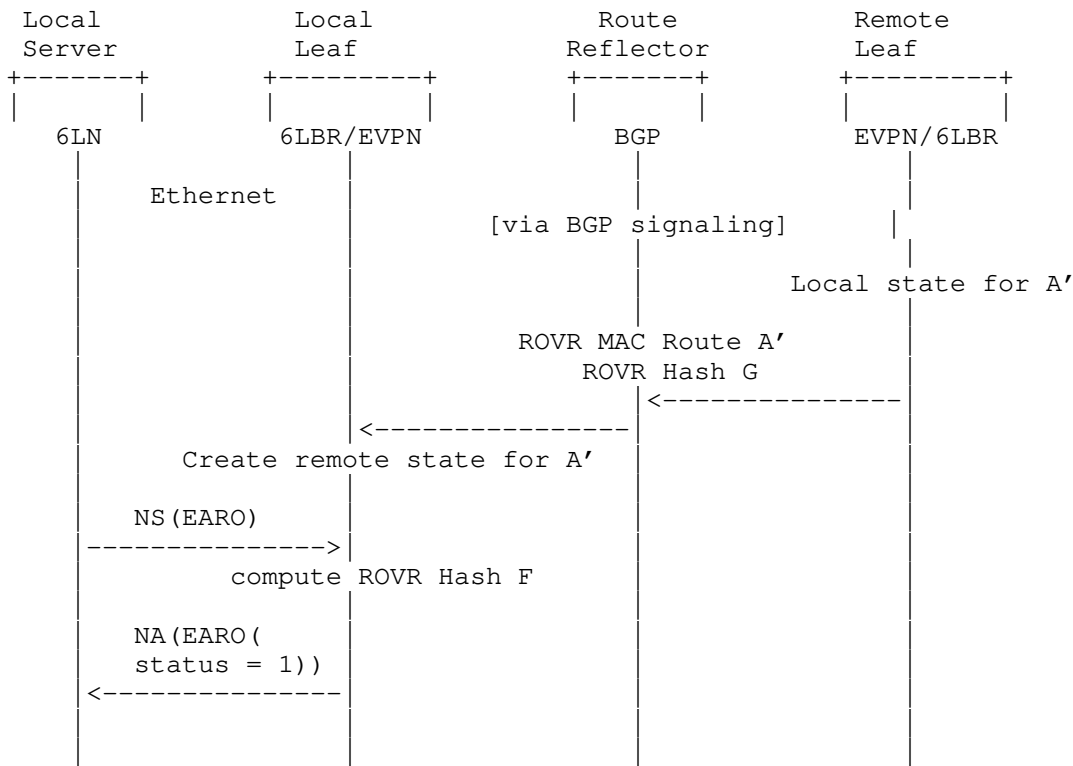 Local Local Route Remote
Server Leaf Reflector Leaf
6LN 6LBR/EVPN BGP EVPN/6LBR
Ethernet
[via BGP signaling]
Local state for A'
ROVR MAC Route A'
ROVR Hash G
Create remote state for A'
NS(EARO)
compute ROVR Hash F
NA(EARO(
status = 1))